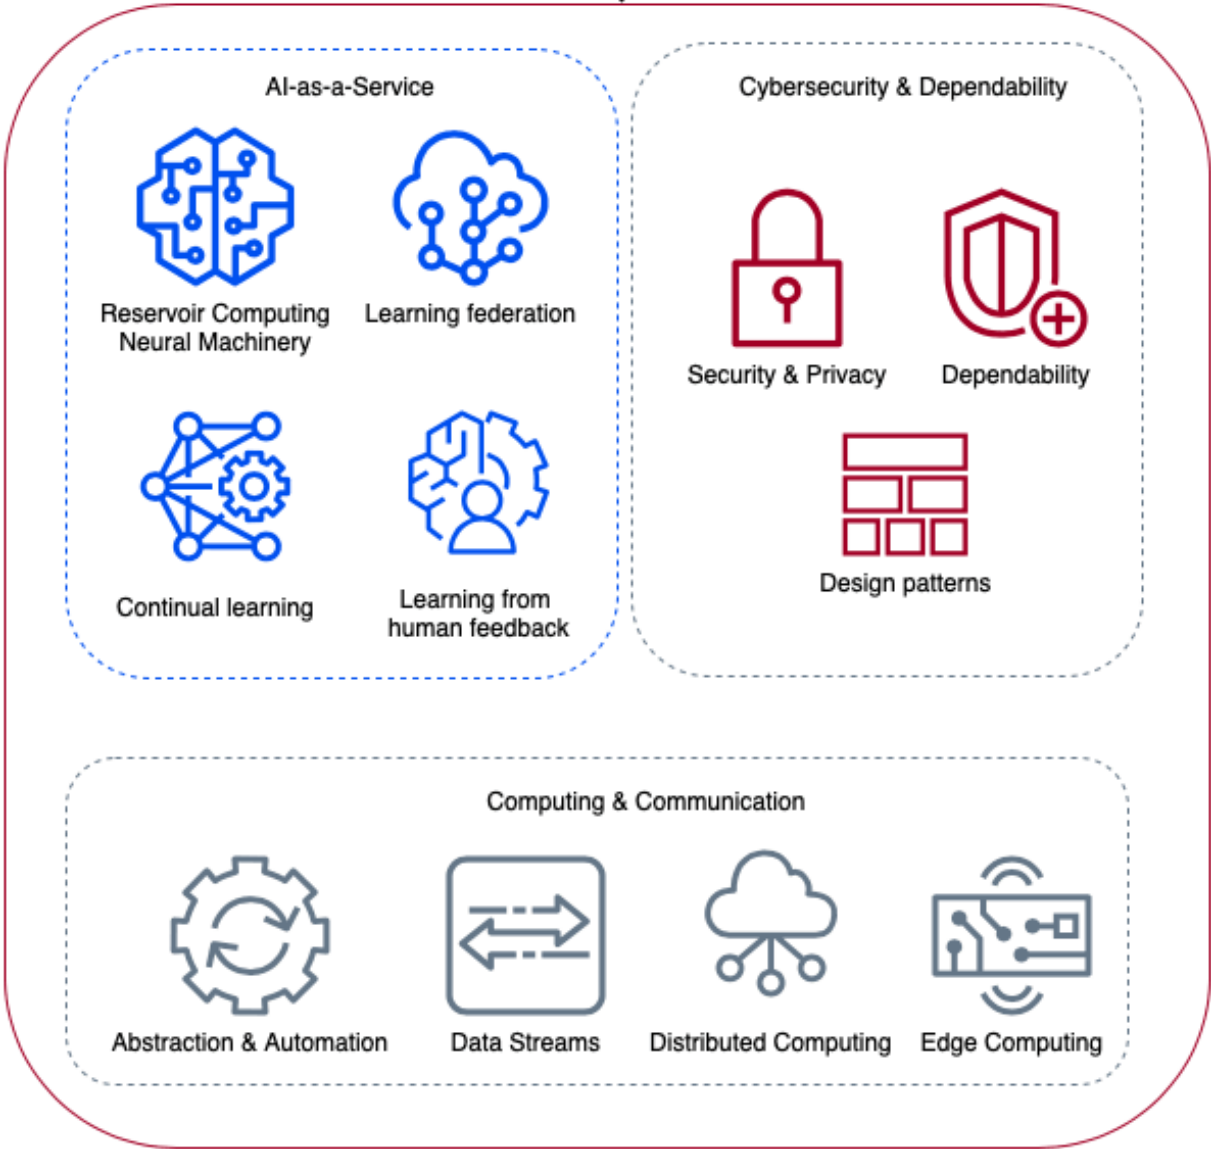 AI-as-a-Service
Reservoir Computing
Neural Machinery
Learning federation
Continual learning
Learning from
human feedback
Cybersecurity & Dependability
Security & Privacy
Dependability
Design patterns
Computing & Communication
Abstraction & Automation
Data Streams
Distributed Computing
Edge Computing